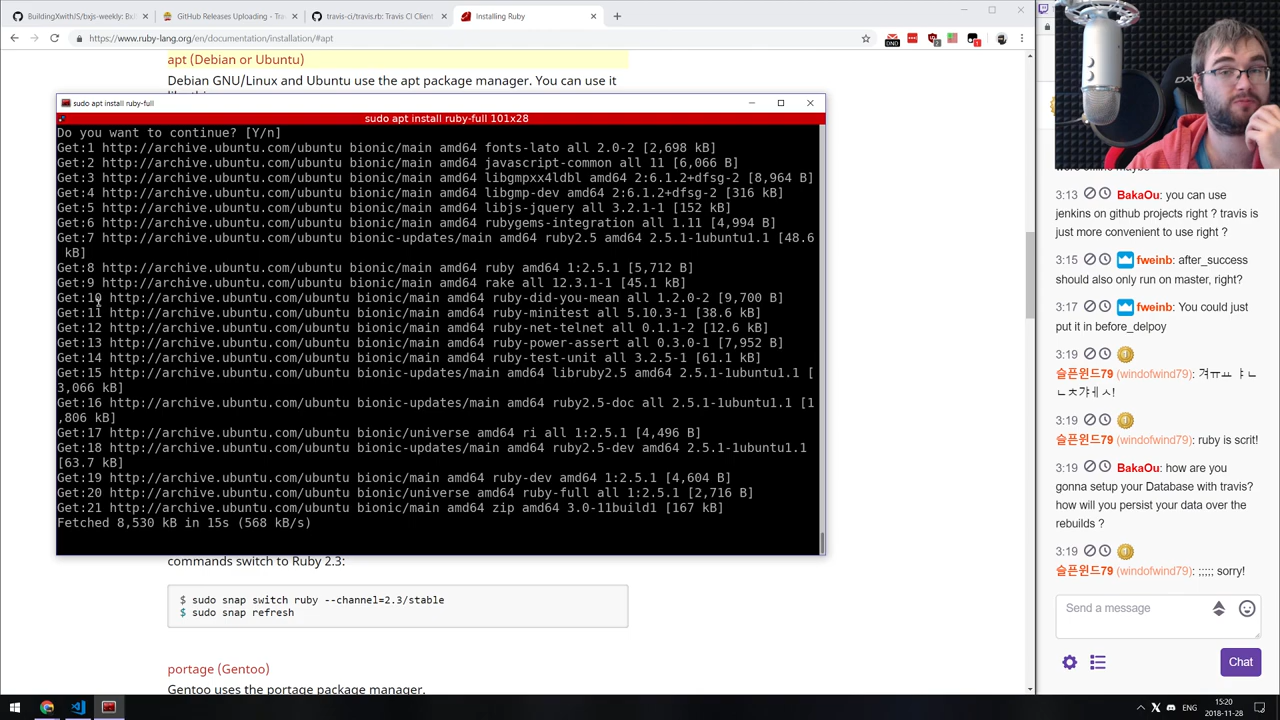 BuildingXwithJS/bxjs-weekly: BxJ
GitHub Releases Uploading - Tra
travis-ci/travis.rb: Travis CI Client
Installing Ruby
https://www.ruby-lang.org/en/documentation/installation/#apt
apt (Debian or Ubuntu)
Debian GNU/Linux and Ubuntu use the apt package manager. You can use it
sudo apt install ruby-full
sudo apt install ruby-full 101x28
Do you want to continue? [Y/n]
Get:1 http://archive.ubuntu.com/ubuntu bionic/main amd64 fonts-lato all 2.0-2 [2,698 kB]
Get:2 http://archive.ubuntu.com/ubuntu bionic/main amd64 javascript-common all 11 [6,066 B]
Get:3 http://archive.ubuntu.com/ubuntu bionic/main amd64 libgmpxx4ldbl amd64 2:6.1.2+dfsg-2 [8,964 B]
Get:4 http://archive.ubuntu.com/ubuntu bionic/main amd64 libgmp-dev amd64 2:6.1.2+dfsg-2 [316 kB]
Get:5 http://archive.ubuntu.com/ubuntu bionic/main amd64 libjs-jquery all 3.2.1-1 [152 kB]
Get:6 http://archive.ubuntu.com/ubuntu bionic/main amd64 rubygems-integration all 1.11 [4,994 B]
Get:7 http://archive.ubuntu.com/ubuntu bionic-updates/main amd64 ruby2.5 amd64 2.5.1-1ubuntu1.1 [48.6
kB]
Get:8 http://archive.ubuntu.com/ubuntu bionic/main amd64 ruby amd64 1:2.5.1 [5,712 B]
Get:9 http://archive.ubuntu.com/ubuntu bionic/main amd64 rake all 12.3.1-1 [45.1 kB]
Get:10 http://archive.ubuntu.com/ubuntu bionic/main amd64 ruby-did-you-mean all 1.2.0-2 [9,700 B]
Get:11 http://archive.ubuntu.com/ubuntu bionic/main amd64 ruby-minitest all 5.10.3-1 [38.6 kB]
Get:12 http://archive.ubuntu.com/ubuntu bionic/main amd64 ruby-net-telnet all 0.1.1-2 [12.6 kB]
Get:13 http://archive.ubuntu.com/ubuntu bionic/main amd64 ruby-power-assert all 0.3.0-1 [7,952 B]
Get:14 http://archive.ubuntu.com/ubuntu bionic/main amd64 ruby-test-unit all 3.2.5-1 [61.1 kB]
Get:15 http://archive.ubuntu.com/ubuntu bionic-updates/main amd64 libruby2.5 amd64 2.5.1-1ubuntu1.1 [
3,066 kB]
Get:16 http://archive.ubuntu.com/ubuntu bionic-updates/main amd64 ruby2.5-doc all 2.5.1-1ubuntu1.1 [1
,806 kB]
Get:17 http://archive.ubuntu.com/ubuntu bionic/universe amd64 ri all 1:2.5.1 [4,496 B]
Get:18 http://archive.ubuntu.com/ubuntu bionic-updates/main amd64 ruby2.5-dev amd64 2.5.1-1ubuntu1.1
[63.7 kB]
Get:19 http://archive.ubuntu.com/ubuntu bionic/main amd64 ruby-dev amd64 1:2.5.1 [4,604 B]
Get:20 http://archive.ubuntu.com/ubuntu bionic/universe amd64 ruby-full all 1:2.5.1 [2,716 B]
Get:21 http://archive.ubuntu.com/ubuntu bionic/main amd64 zip amd64 3.0-11build1 [167 kB]
Fetched 8,530 kB in 15s (568 kB/s)
commands switch to Ruby 2.3:
$ sudo snap switch ruby --channel=2.3/stable
$ sudo snap refresh
portage (Gentoo)
Gentoo uses the portage package manager.
DX
3:13 BakaOu: you can use
jenkins on github projects right ? travis is
just more convenient to use right ?
3:15 fweinb: after_success
should also only run on master, right?
3:17 fweinb: You could just
put it in before_delpoy
3:19
슬픈윈드79 (windofwind79): 겨ㅠㅛ ㅑㄴ
ㄴㅊ갸ㅔㅅ!
3:19
슬픈윈드79 (windofwind79): ruby is scrit!
3:19 BakaOu: how are you
gonna setup your Database with travis?
how will you persist your data over the
rebuilds ?
3:19
슬픈윈드79 (windofwind79): ;;;;; sorry!
Send a message
Chat
ENG
15:20
2018-11-28